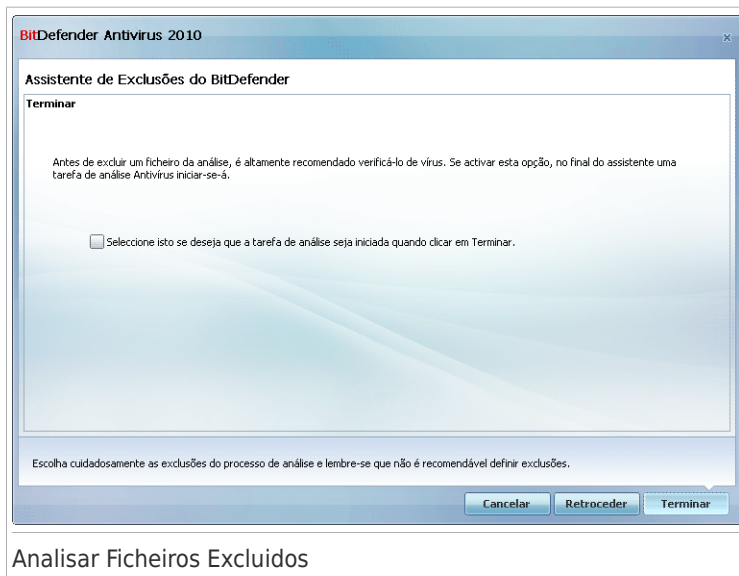 BitDefender Antivirus 2010
Assistente de Exclusões do BitDefender
Terminar
Antes de excluir um ficheiro da análise, é altamente recomendado verificá-lo de vírus. Se activar esta opção, no final do assistente uma
tarefa de análise Antivírus iniciar-se-á.
Seleccione isto se deseja que a tarefa de análise seja iniciada quando clicar em Terminar.
Escolha cuidadosamente as exclusões do processo de análise e lembre-se que não é recomendável definir exclusões.
Cancelar Retroceder Terminar
Analisar Ficheiros Excluidos